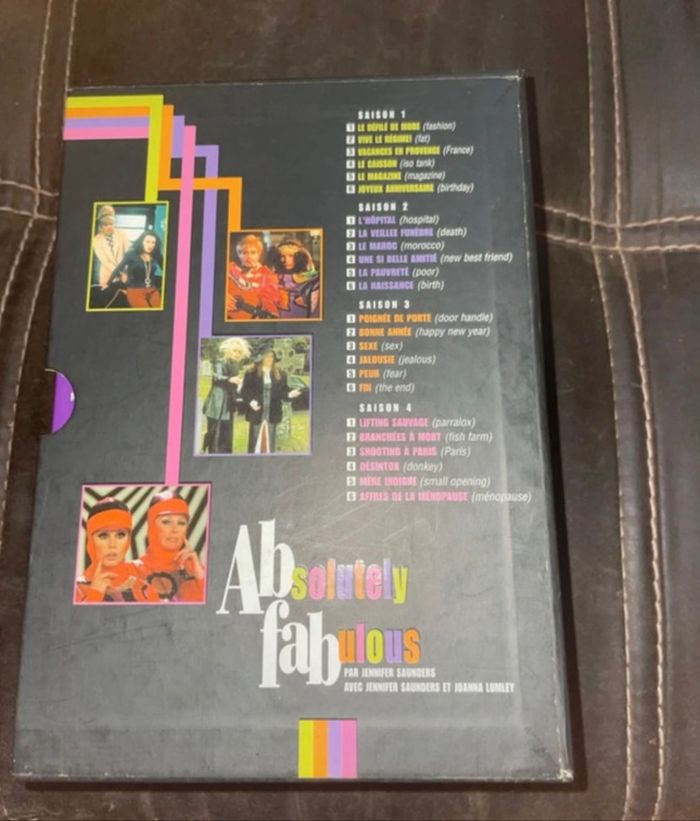 SAISON 1
1 LE DÉFILÉ DE MODE (fashion)
2 VIVE LE RÉGIME! (fat)
3 VACANCES EN PROVENCE (France)
4 LE CAISSON (iso tank)
5 LE MAGAZINE (magazine)
6 JOYEUX ANNIVERSAIRE (birthday)
SAISON 2
1 L'HÔPITAL (hospital)
2 LA VEILLEE FUNÈBRE (death)
3 LE MAROC (morocco)
4 UNE SI BELLE AMITIÉ (new best friend)
5 LA PAUVRETÉ (poor)
6 LA NAISSANCE (birth)
SAISON 3
1 POIGNÉE DE PORTE (door handle)
2 BONNE ANNÉE (happy new year)
3 SEXE (sex)
4 JALOUSIE (jealous)
5 PEUR (fear)
6 FIN (the end)
SAISON 4
1 LIFTING SAUVAGE (parralox)
2 BRANCHÉES À MORT (fish farm)
3 SHOOTING À PARIS (Paris)
4 DÉSINTOX (donkey)
5 MÈRE INDIGNE (small opening)
6 AFFRES DE LA MÉNOPAUSE (ménopause)
Absolutely
fabulous
PAR JENNIFER SAUNDERS
AVEC JENNIFER SAUNDERS ET JOANNA LUMLEY